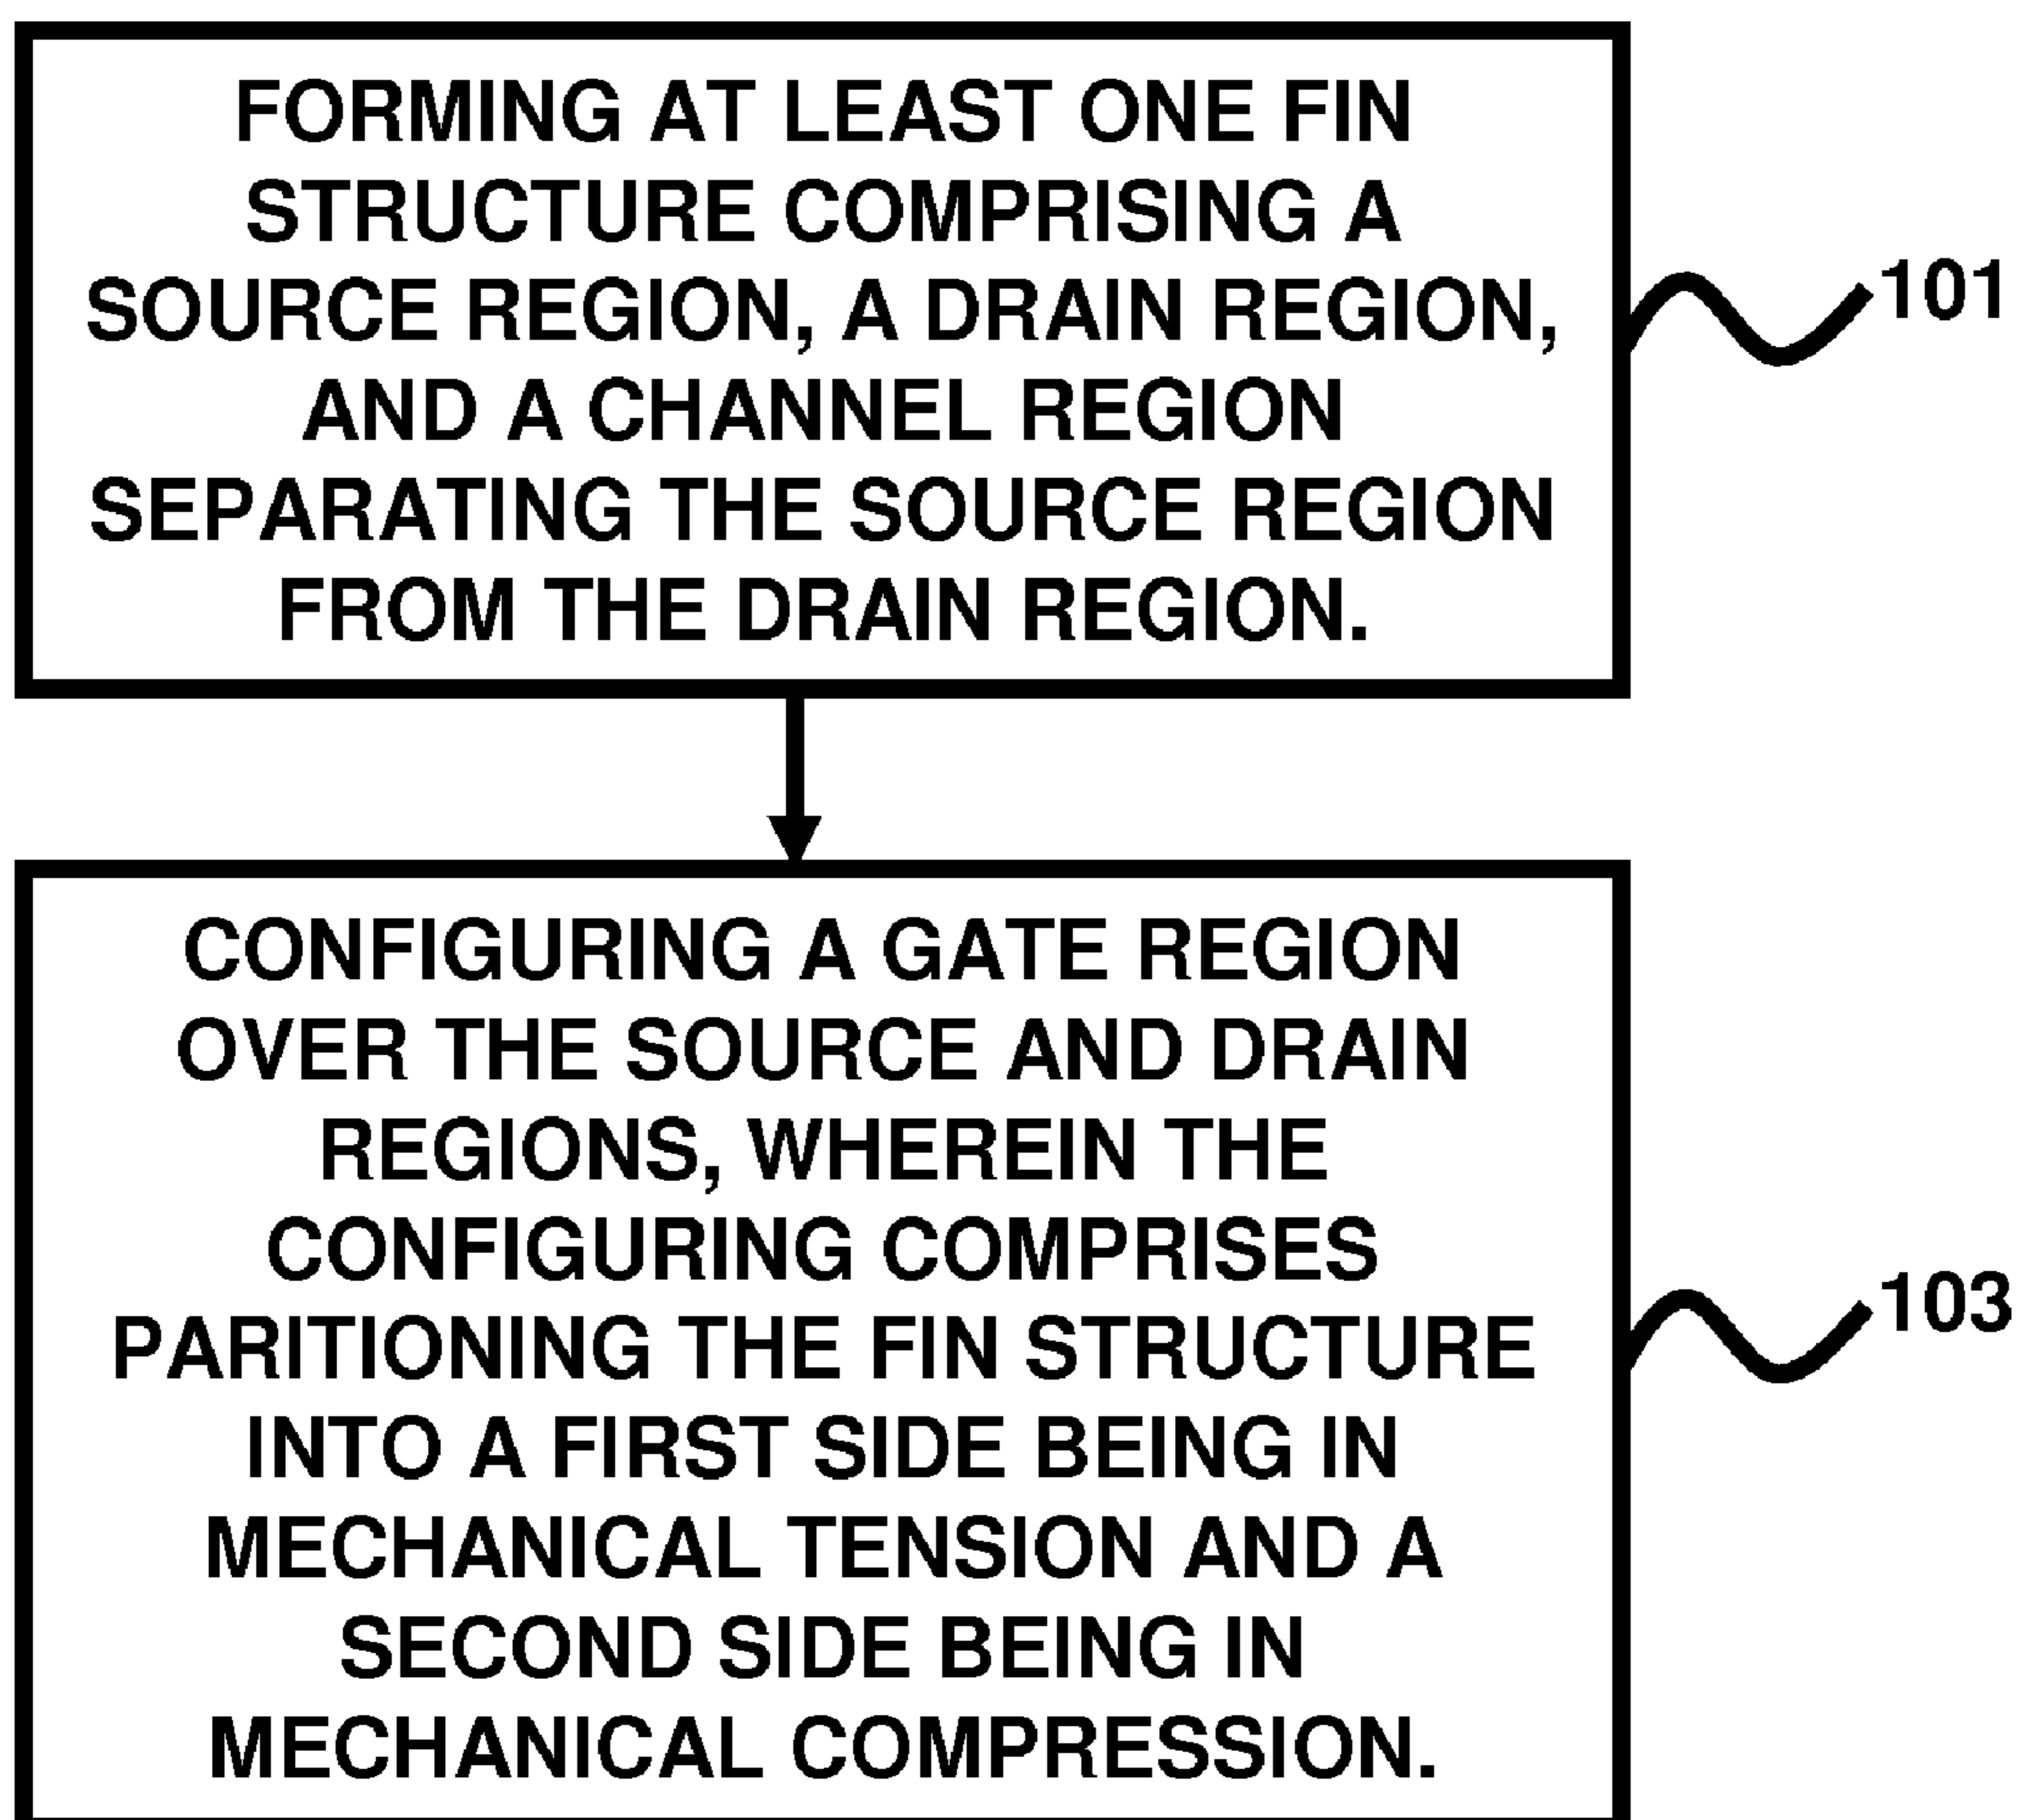 FORMING AT LEAST ONE FIN
STRUCTURE COMPRISING A
SOURCE REGION, A DRAIN REGION,
AND A CHANNEL REGION
SEPARATING THE SOURCE REGION
FROM THE DRAIN REGION.
101
CONFIGURING A GATE REGION
OVER THE SOURCE AND DRAIN
REGIONS, WHEREIN THE
CONFIGURING COMPRISES
PARITIONING THE FIN STRUCTURE
INTO A FIRST SIDE BEING IN
MECHANICAL TENSION AND A
SECOND SIDE BEING IN
MECHANICAL COMPRESSION.
103